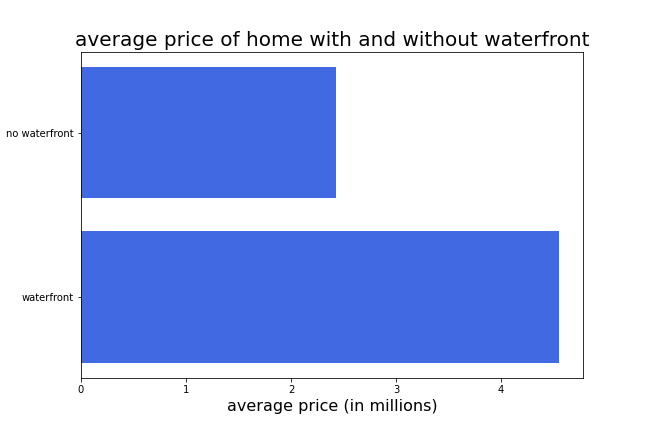 average price of home with and without waterfront
no waterfront
waterfront
0 1 2 3 4
average price (in millions)